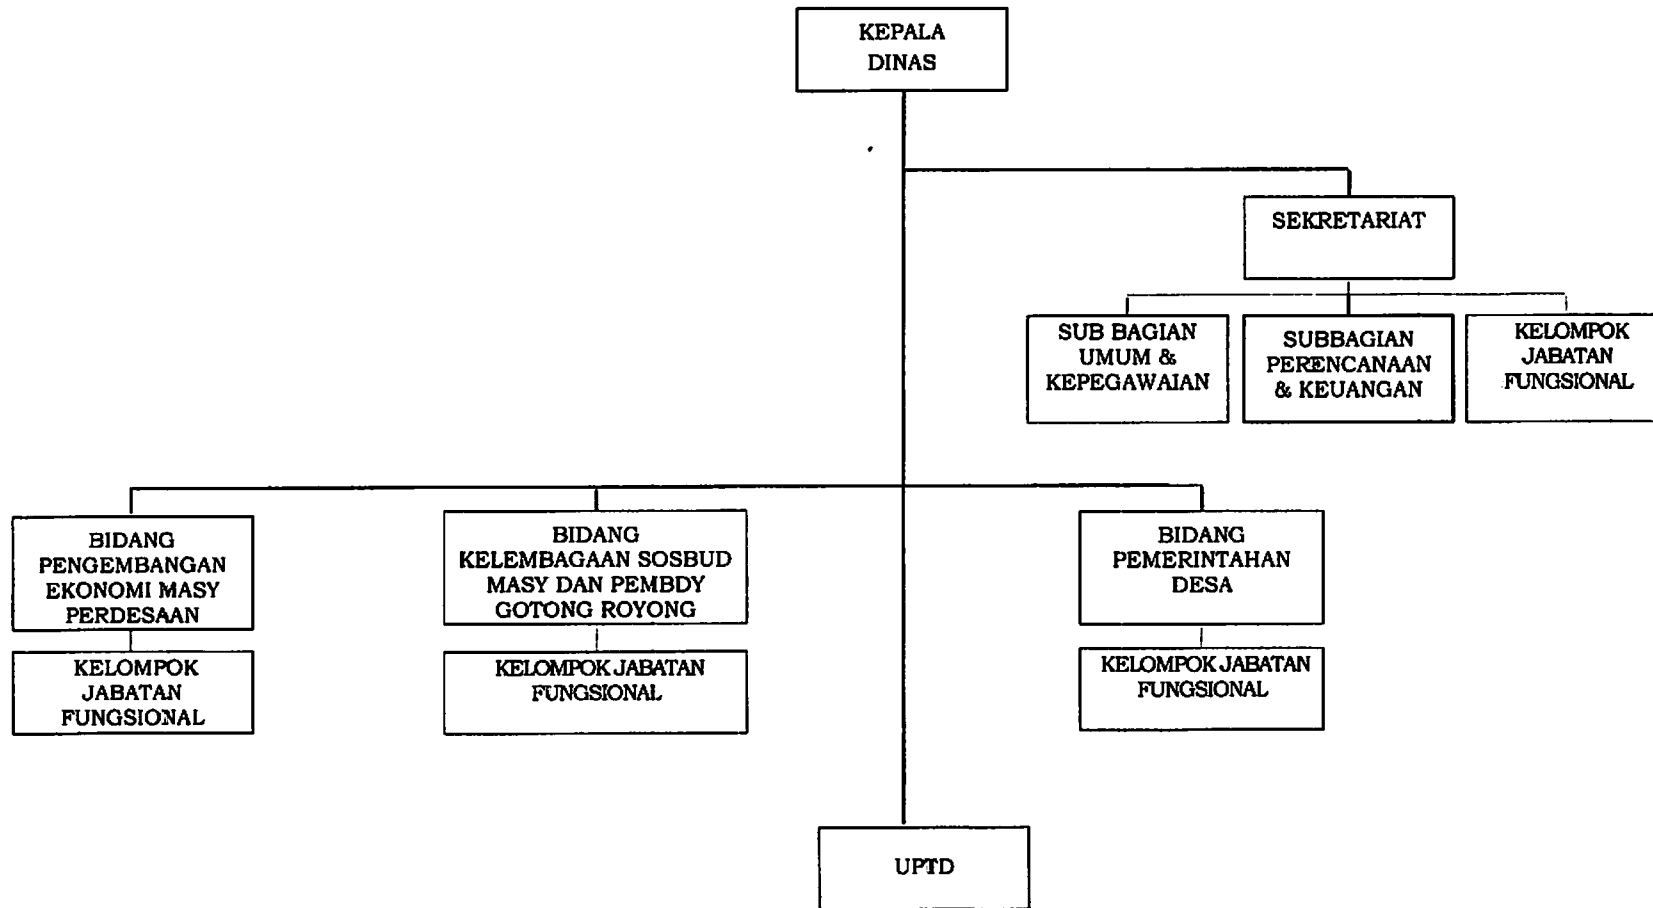 KEPALA
DINAS
SEKRETARIAT
SUB BAGIAN
UMUM &
KEPEGAWAIAN
SUBBAGIAN
PERENCANAAN
& KEUANGAN
KELOMPOK
JABATAN
FUNGSIONAL
BIDANG
PENGEMBANGAN
EKONOMI MASY
PERDESAAN
BIDANG
KELEMBAGAAN SOSBUD
MASY DAN PEMBDY
GOTONG ROYONG
BIDANG
PEMERINTAHAN
DESA
KELOMPOK
JABATAN
FUNGSIONAL
KELOMPOK JABATAN
FUNGSIONAL
KELOMPOK JABATAN
FUNGSIONAL
UPTD